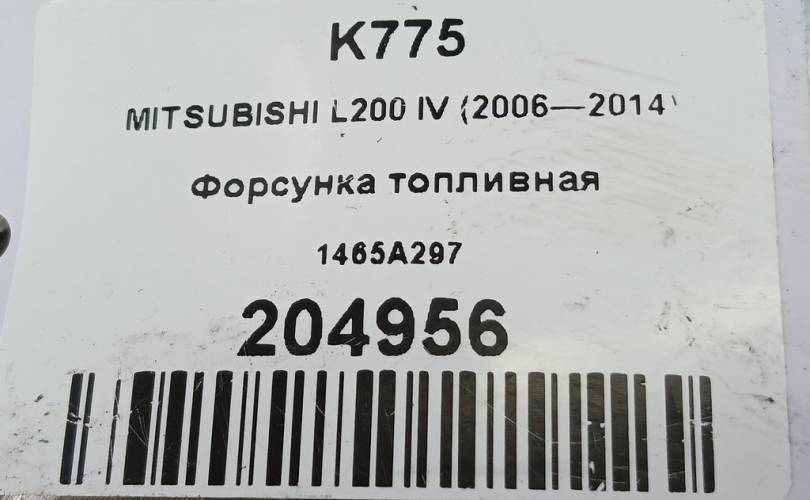 K775
MITSUBISHI L200 IV (2006—2014)
Форсунка топливная
1465A297
204956